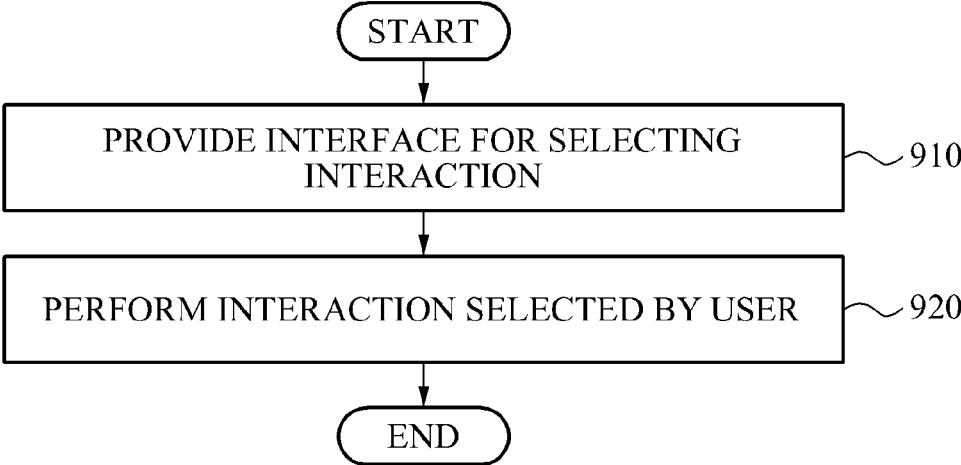 START
PROVIDE INTERFACE FOR SELECTING
INTERACTION
910
PERFORM INTERACTION SELECTED BY USER
920
END